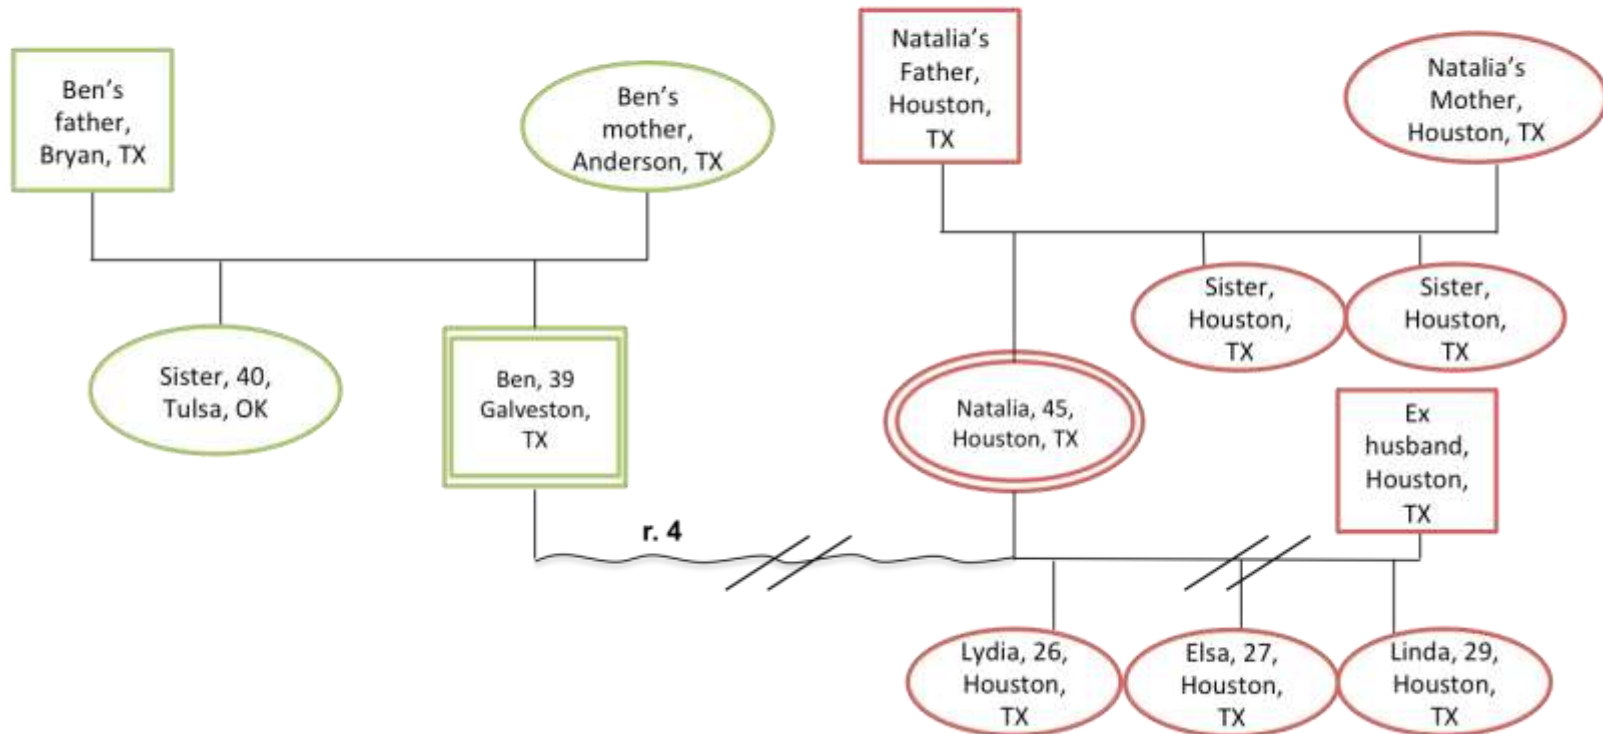 Ben's
father,
Bryan, TX
Ben's
mother,
Anderson, TX
Natalia's
Father,
Houston,
TX
Natalia's
Mother,
Houston, TX
Sister,
Houston,
TX
Sister,
Houston,
TX
Sister, 40,
Tulsa, OK
Ben, 39
Galveston,
TX
Natalia, 45,
Houston, TX
Ex
husband,
Houston,
TX
r. 4
Lydia, 26,
Houston,
TX
Elsa, 27,
Houston,
TX
Linda, 29,
Houston,
TX